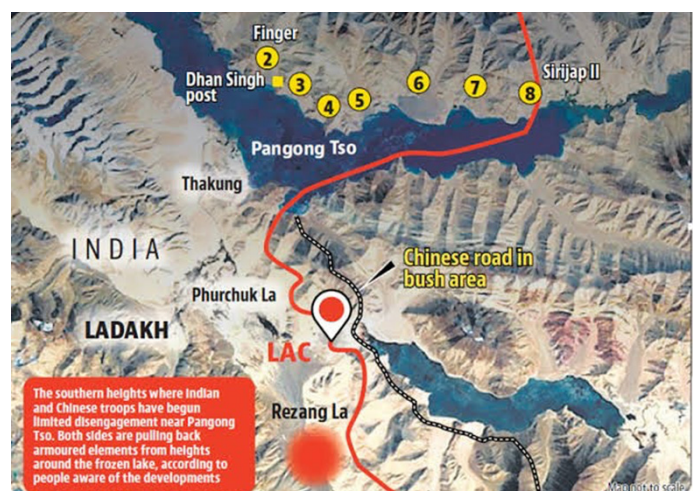 Finger
2
Dhan Singh
post
3
4
5
6
7
8
Sirijap II
Pangong Tso
Thakung
INDIA
Chinese road in
bush area
Phurchuk La
LADAKH
LAC
Rezang La
The southern heights where Indian
and Chinese troops have begun
limited disengagement near Pangong
Tso. Both sides are pulling back
armoured elements from heights
around the frozen lake, according to
people aware of the developments
Map not to scale